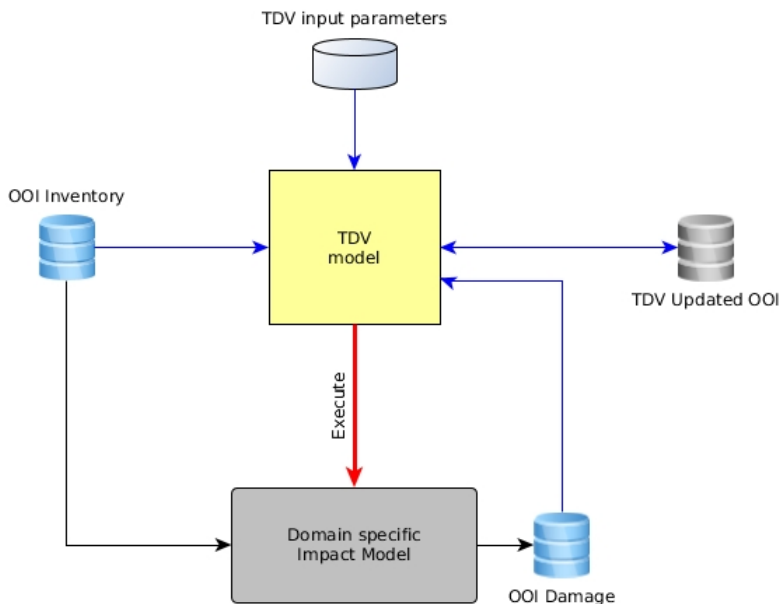 TDV input parameters
OOI Inventory
TDV
model
TDV Updated OOI
Execute
Domain specific
Impact Model
OOI Damage